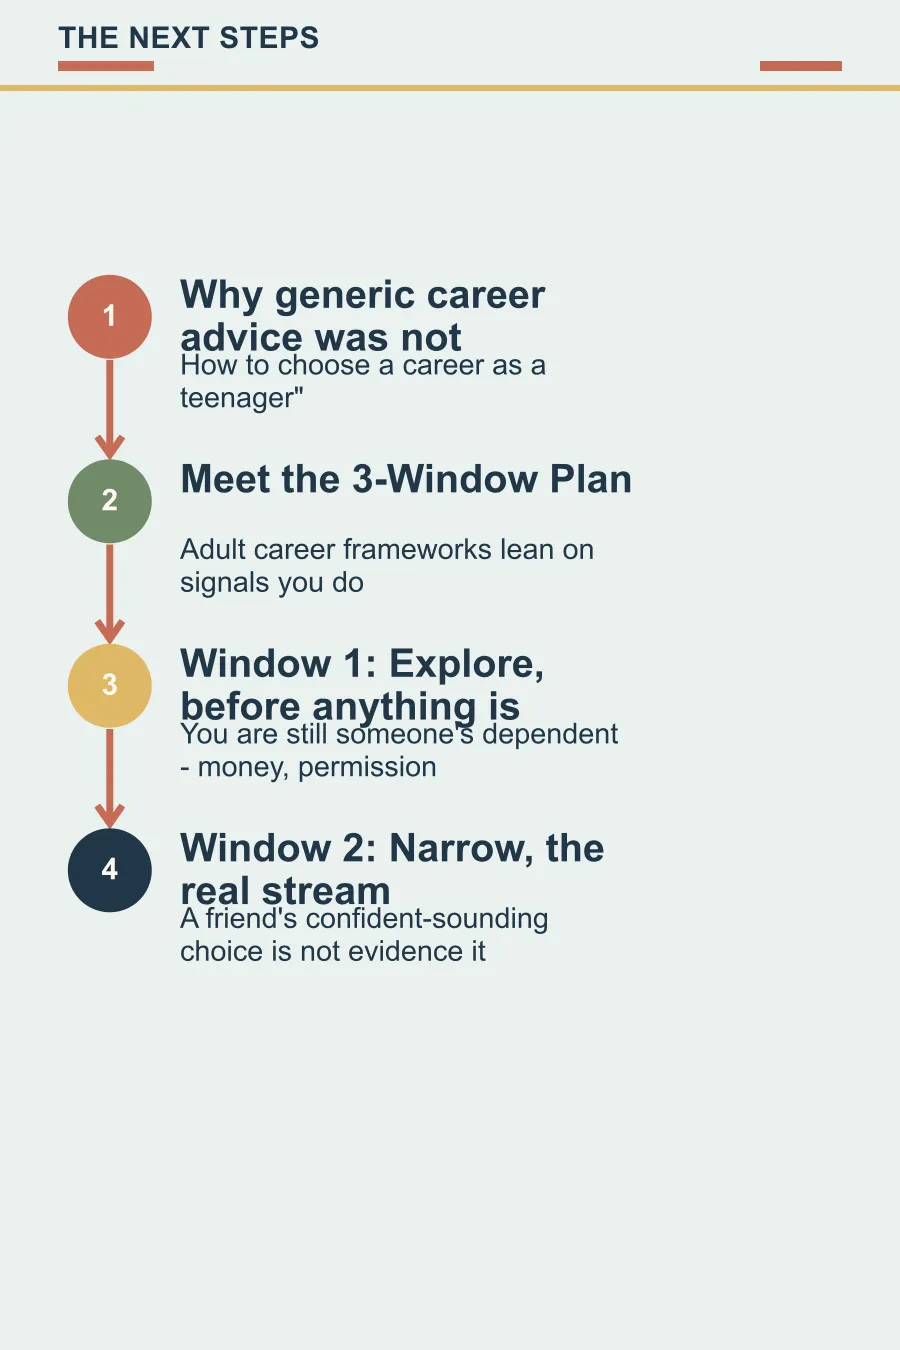 THE NEXT STEPS
1
Why generic career
advice was not
How to choose a career as a
teenager"
2
Meet the 3-Window Plan
Adult career frameworks lean on
signals you do
3
Window 1: Explore,
before anything is
You are still someone's dependent
- money, permission
4
Window 2: Narrow, the
real stream
A friend's confident-sounding
choice is not evidence it